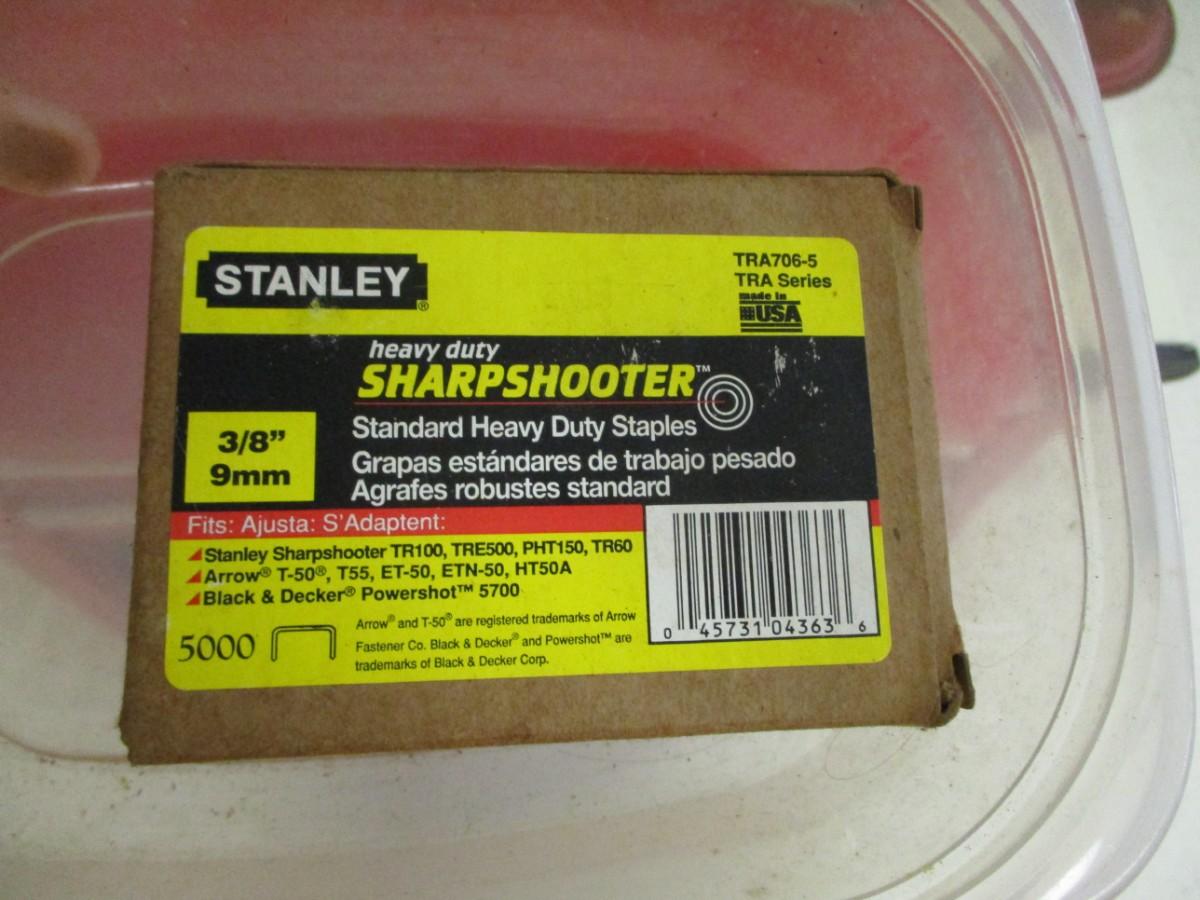 STANLEY®
TRA706-5
TRA Series
made in
USA
heavy duty
SHARPSHOOTER™
3/8”
9mm
Standard Heavy Duty Staples
Grapas estándares de trabajo pesado
Agrafes robustes standard
Fits: Ajusta: S'Adaptent:
Stanley Sharpshooter TR100, TRE500, PHT150, TR60
Arrow® T-50®, T55, ET-50, ETN-50, HT50A
Black & Decker® Powershot™ 5700
5000
Arrow® and T-50® are registered trademarks of Arrow
Fastener Co. Black & Decker® and Powershot™ are
trademarks of Black & Decker Corp.
0 45731 04363 6